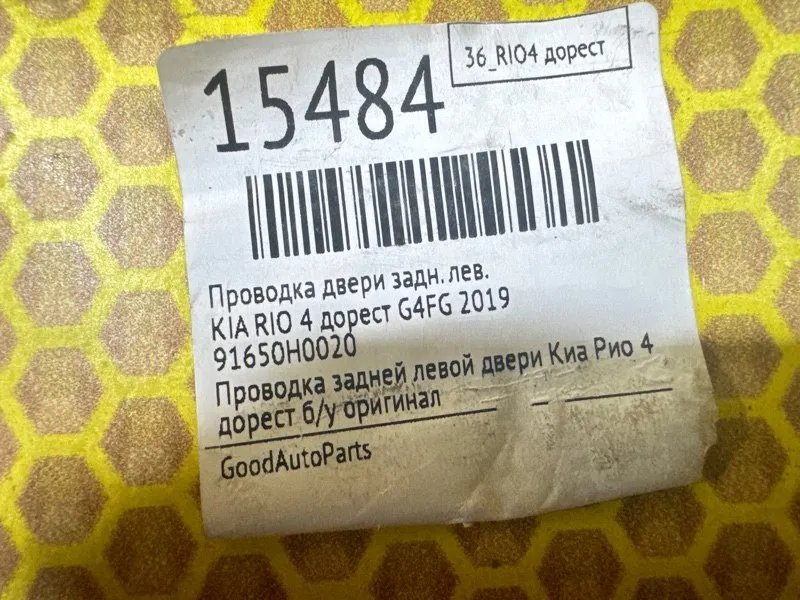 36_RIO4 дорест
15484
Проводка двери задн. лев.
KIA RIO 4 дорест G4FG 2019
91650H0020
Проводка задней левой двери Киа Рио 4
дорест б/у оригинал
GoodAutoParts